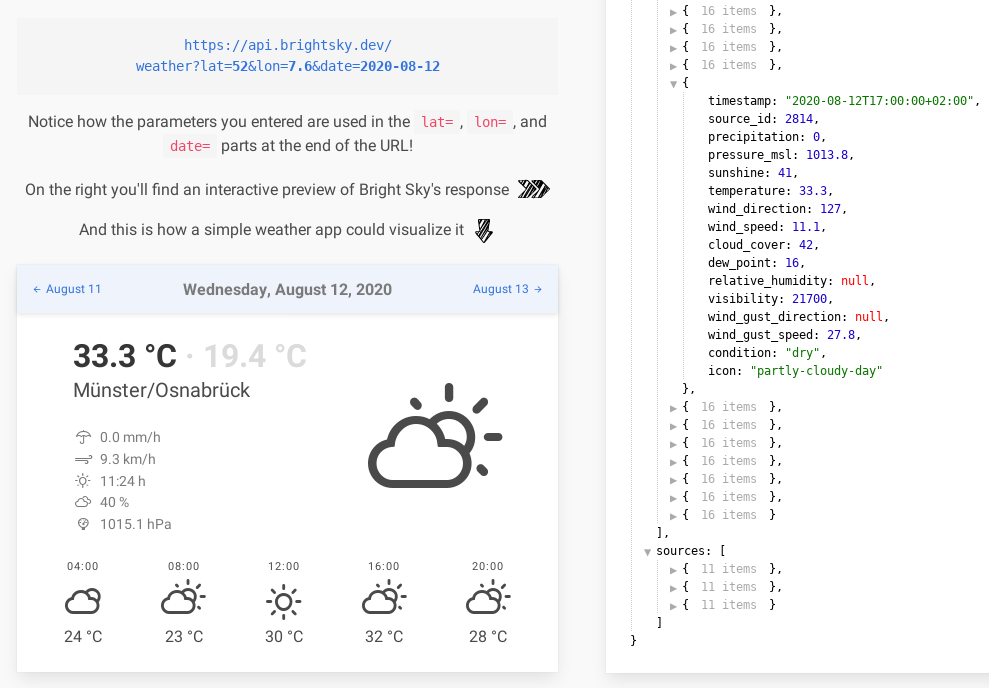 https://api.brightsky.dev/
weather?lat=52&lon=7.6&date=2020-08-12
Notice how the parameters you entered are used in the lat= , lon= , and
date= parts at the end of the URL!
On the right you'll find an interactive preview of Bright Sky's response
And this is how a simple weather app could visualize it
← August 11
Wednesday, August 12, 2020
August 13 →
33.3 °C · 19.4 °C
Münster/Osnabrück
0.0 mm/h
9.3 km/h
11:24 h
40 %
1015.1 hPa
04:00 08:00 12:00 16:00 20:00
24 °C 23 °C 30 °C 32 °C 28 °C
{ 16 items },
{ 16 items },
{ 16 items },
{ 16 items },
{
timestamp: "2020-08-12T17:00:00+02:00",
source_id: 2814,
precipitation: 0,
pressure_msl: 1013.8,
sunshine: 41,
temperature: 33.3,
wind_direction: 127,
wind_speed: 11.1,
cloud_cover: 42,
dew_point: 16,
relative_humidity: null,
visibility: 21700,
wind_gust_direction: null,
wind_gust_speed: 27.8,
condition: "dry",
icon: "partly-cloudy-day"
},
{ 16 items },
{ 16 items },
{ 16 items },
{ 16 items },
{ 16 items },
{ 16 items },
{ 16 items }
],
sources: [
{ 11 items },
{ 11 items },
{ 11 items }
]
}